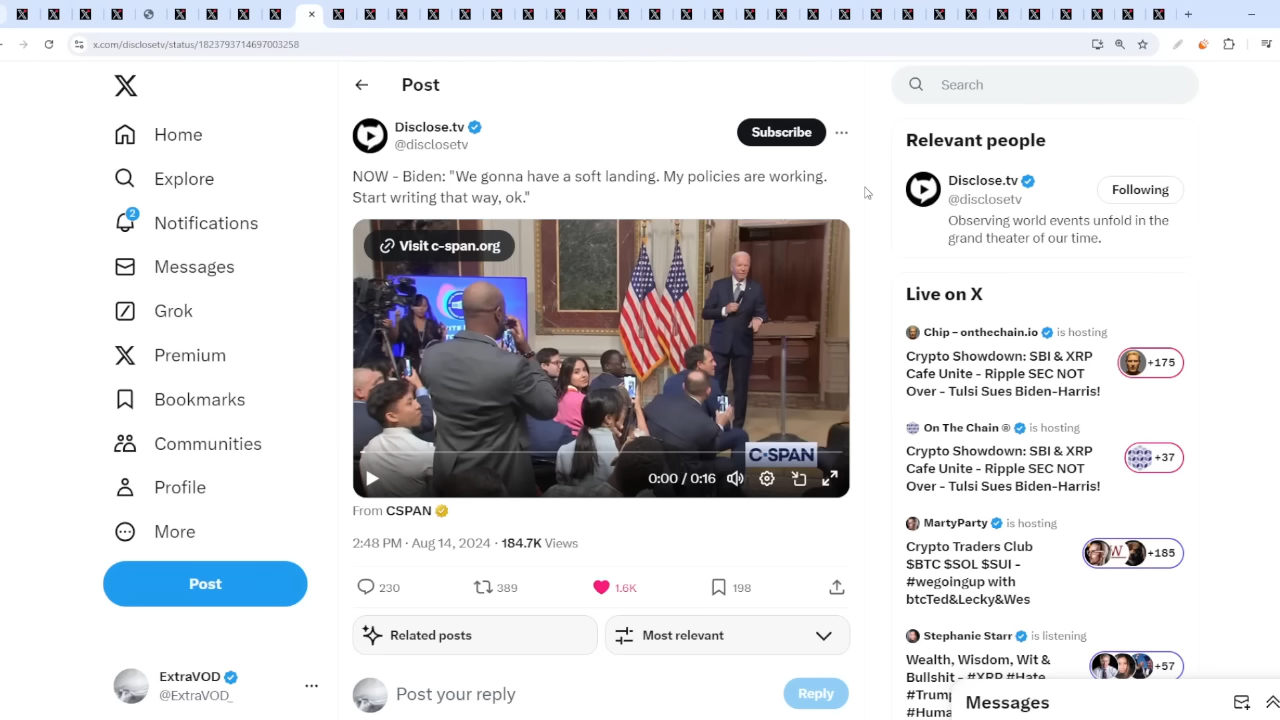 x.com/disclosetv/status/1823793714697003258
Home
Explore
2
Notifications
Messages
Grok
Premium
Bookmarks
Communities
Profile
More
Post
ExtraVOD
@ExtraVOD_
Post
Disclose.tv
@disclosetv
Subscribe
NOW - Biden: "We gonna have a soft landing. My policies are working.
Start writing that way, ok."
Visit c-span.org
C-SPAN
0:00 / 0:16
From CSPAN
2:48 PM · Aug 14, 2024 · 184.7K Views
230
389
1.6K
198
Related posts
Most relevant
Post your reply
Reply
Search
Relevant people
Disclose.tv
@disclosetv
Following
Observing world events unfold in the
grand theater of our time.
Live on X
Chip – onthechain.io is hosting
Crypto Showdown: SBI & XRP
Cafe Unite - Ripple SEC NOT
Over - Tulsi Sues Biden-Harris!
+175
On The Chain ® is hosting
Crypto Showdown: SBI & XRP
Cafe Unite - Ripple SEC NOT
Over - Tulsi Sues Biden-Harris!
+37
MartyParty is hosting
Crypto Traders Club
$BTC $SOL $SUI -
#wegoingup with
btcTed&Lecky&Wes
+185
Stephanie Starr is listening
Wealth, Wisdom, Wit &
Bullshit - #XRP #Hate
+57
Messages